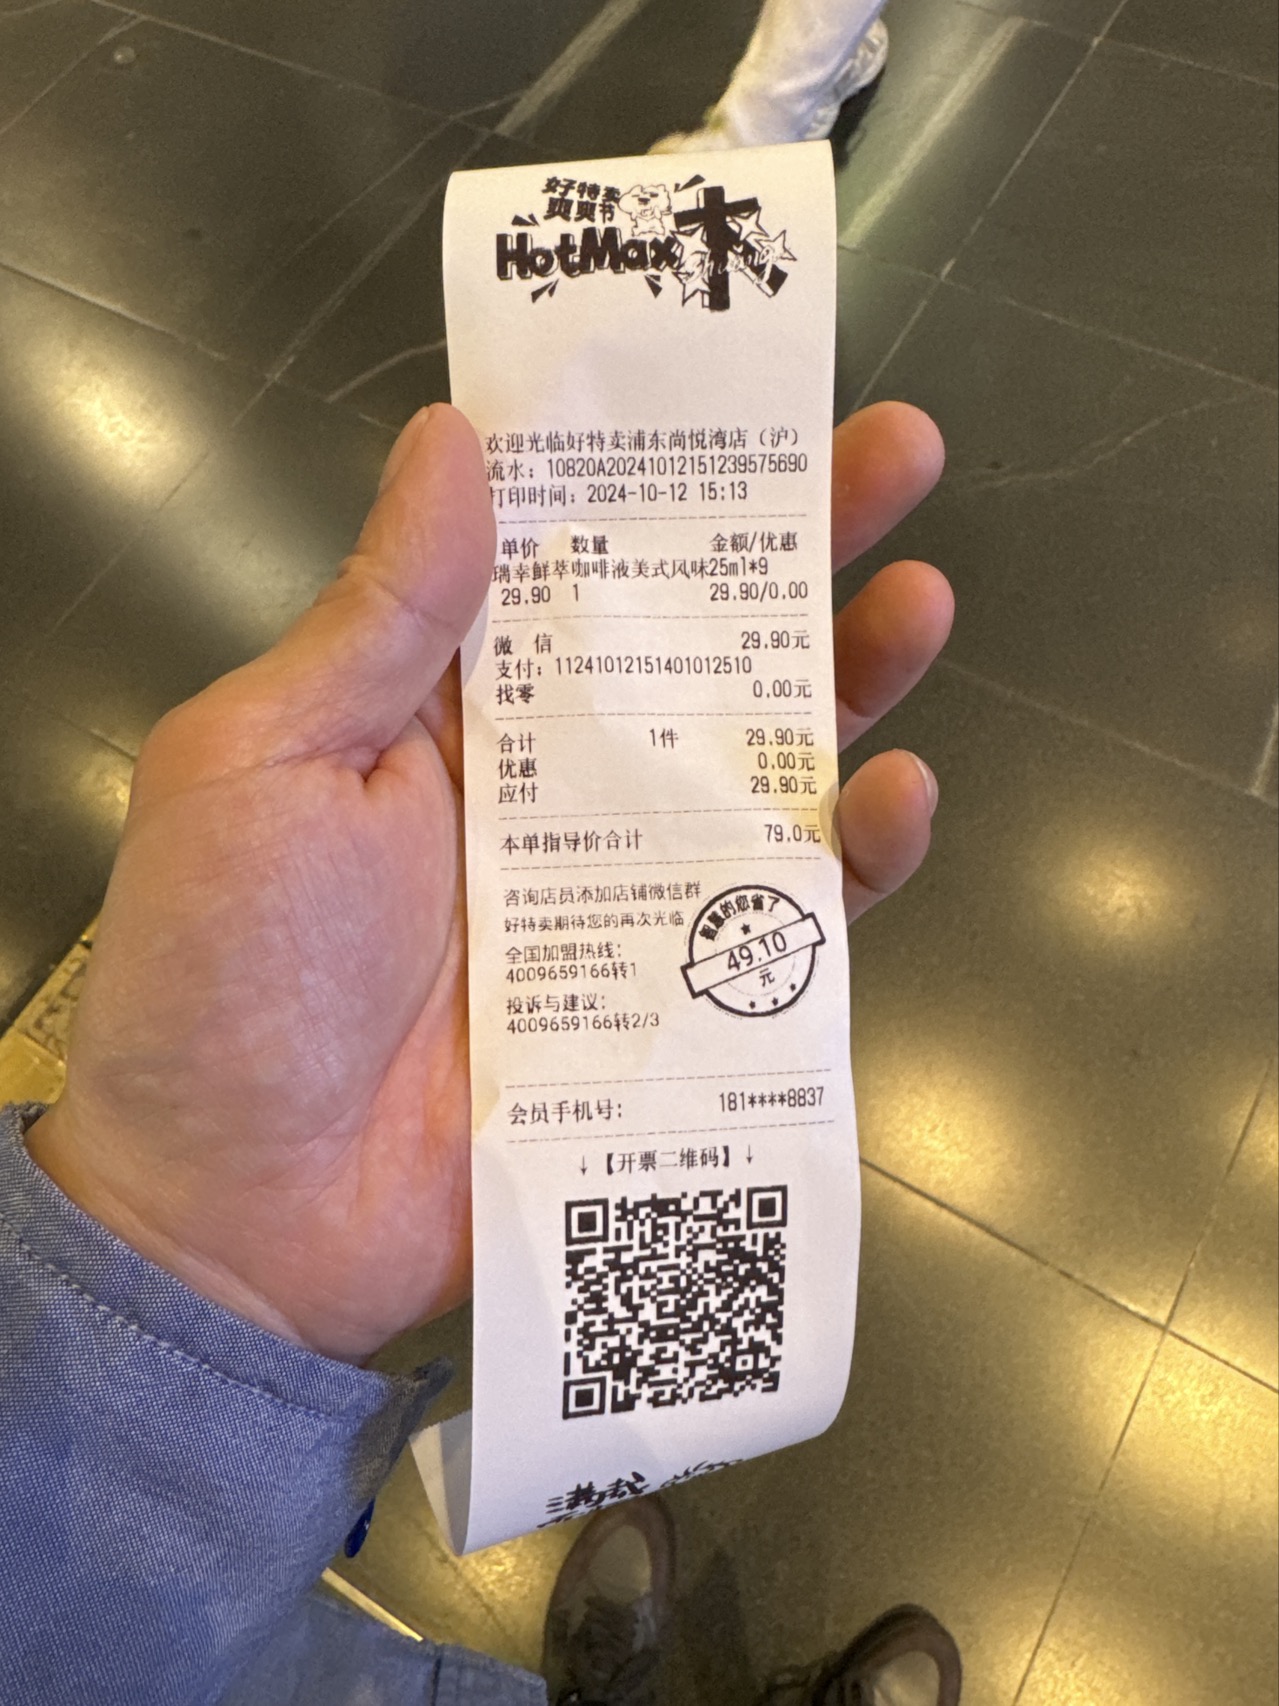 好特卖
爽爽节
HotMax
欢迎光临好特卖浦东尚悦湾店（沪）
流水：10820A20241012151239575690
打印时间：2024-10-12 15:13
单价 数量 金额/优惠
瑞幸鲜萃咖啡液美式风味25ml*9
29.90 1 29.90/0.00
微 信 29.90元
支付：11241012151401012510
找零 0.00元
合计 1件 29.90元
优惠 0.00元
应付 29.90元
本单指导价合计 79.0元
咨询店员添加店铺微信群
好特卖期待您的再次光临
全国加盟热线：
4009659166转1
投诉与建议：
4009659166转2/3
智慧的您省了
49.10
元
会员手机号： 181****8837
↓【开票二维码】↓